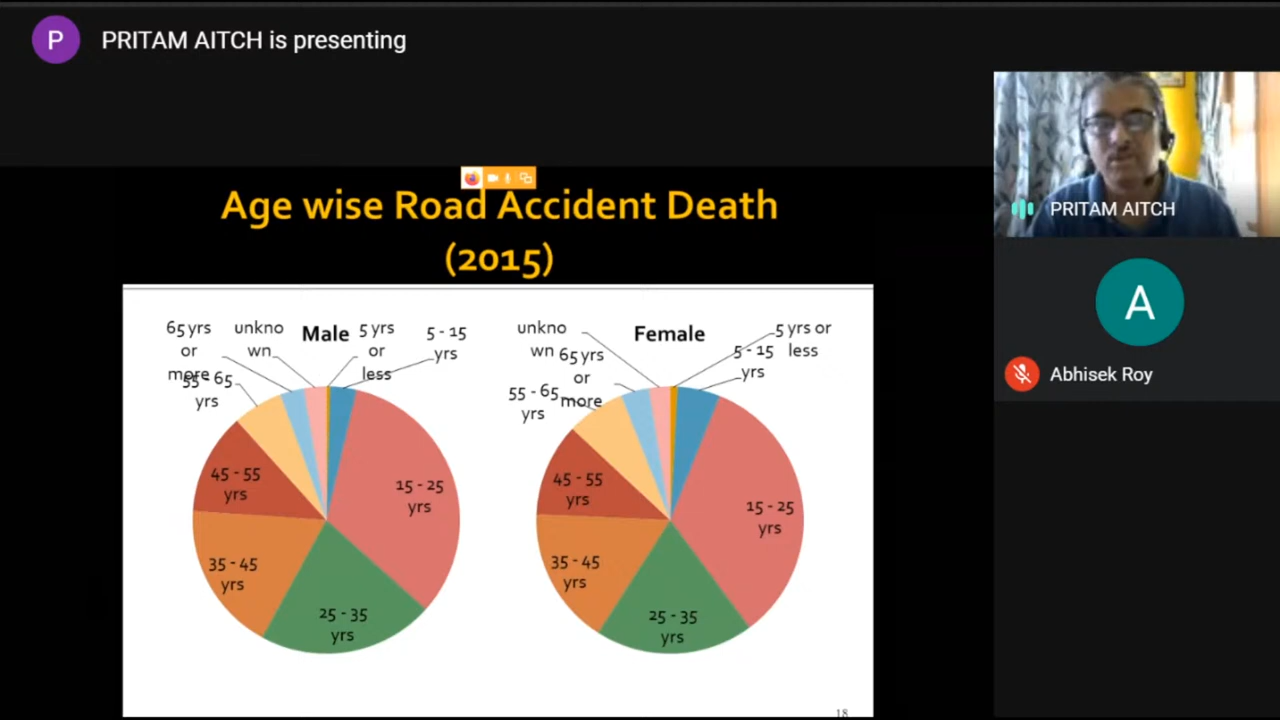 P
PRITAM AITCH is presenting
Age wise Road Accident Death
(2015)
PRITAM AITCH
A
Abhisek Roy
Male
65 yrs
or
more
unkno
wn
5 yrs
or
less
5 - 15
yrs
55 - 65
yrs
45 - 55
yrs
15 - 25
yrs
35 - 45
yrs
25 - 35
yrs
Female
unkno
wn
65 yrs
or
more
5 yrs or
less
5 - 15
yrs
55 - 65
yrs
45 - 55
yrs
15 - 25
yrs
35 - 45
yrs
25 - 35
yrs
18